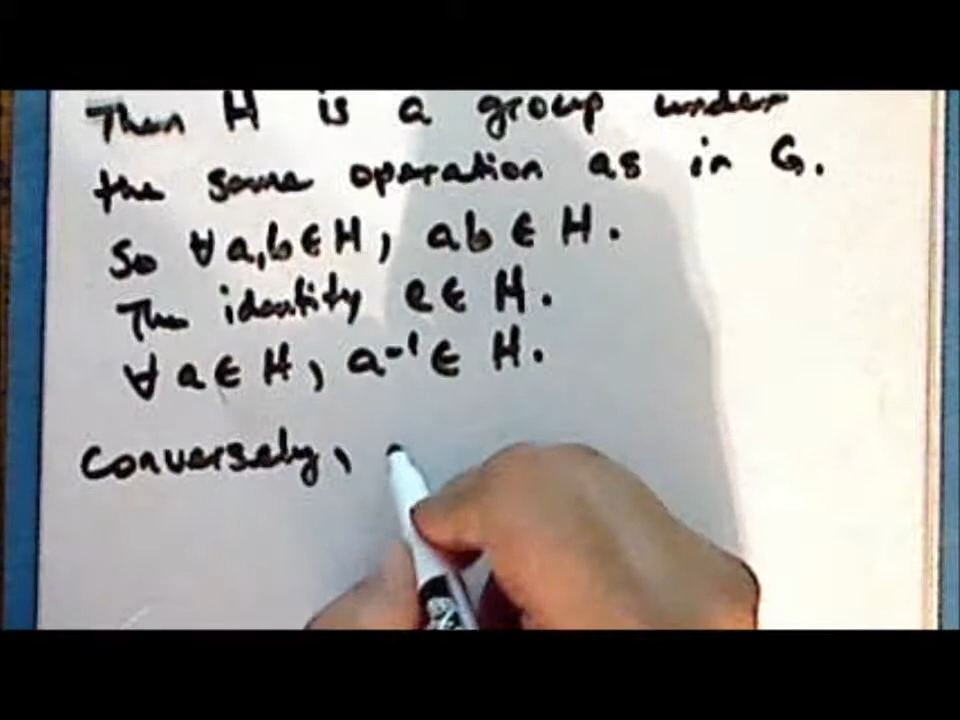 Then H is a group under
the same operation as in G.
So ∀a,b∈H, ab∈H.
The identity e∈H.
∀a∈H, a⁻¹∈H.
Conversely,